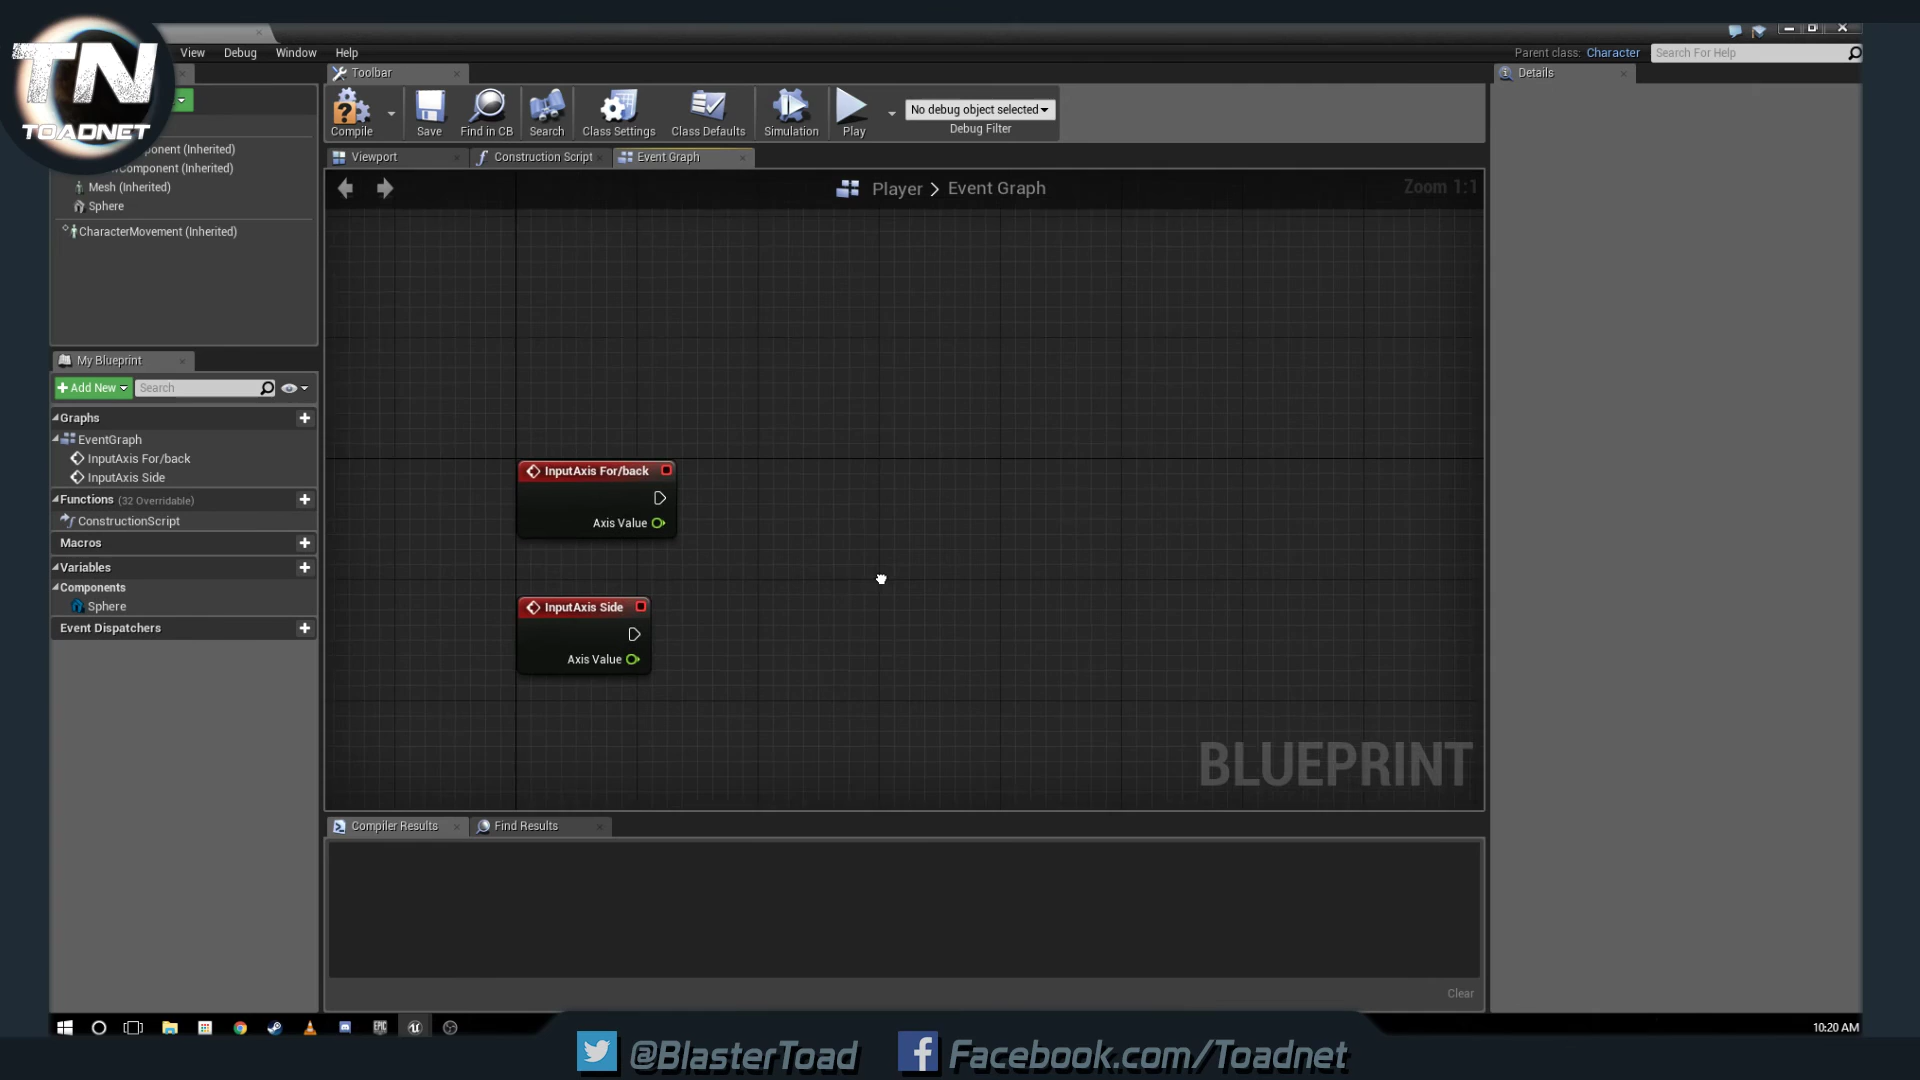 TN
TOADNET
View Debug Window Help
Parent class: Character
Search For Help
Toolbar
Details
Compile
Save
Find in CB
Search
Class Settings
Class Defaults
Simulation
Play
No debug object selected
Debug Filter
Viewport
Construction Script
Event Graph
Player > Event Graph
Zoom 1:1
(Inherited)
(Inherited)
Mesh (Inherited)
Sphere
CharacterMovement (Inherited)
My Blueprint
Add New
Search
Graphs
EventGraph
InputAxis For/back
InputAxis Side
Functions (32 Overridable)
ConstructionScript
Macros
Variables
Components
Sphere
Event Dispatchers
InputAxis For/back
Axis Value
InputAxis Side
Axis Value
BLUEPRINT
Compiler Results
Find Results
Clear
EPIC
10:20 AM
@BlasterToad
Facebook.com/Toadnet